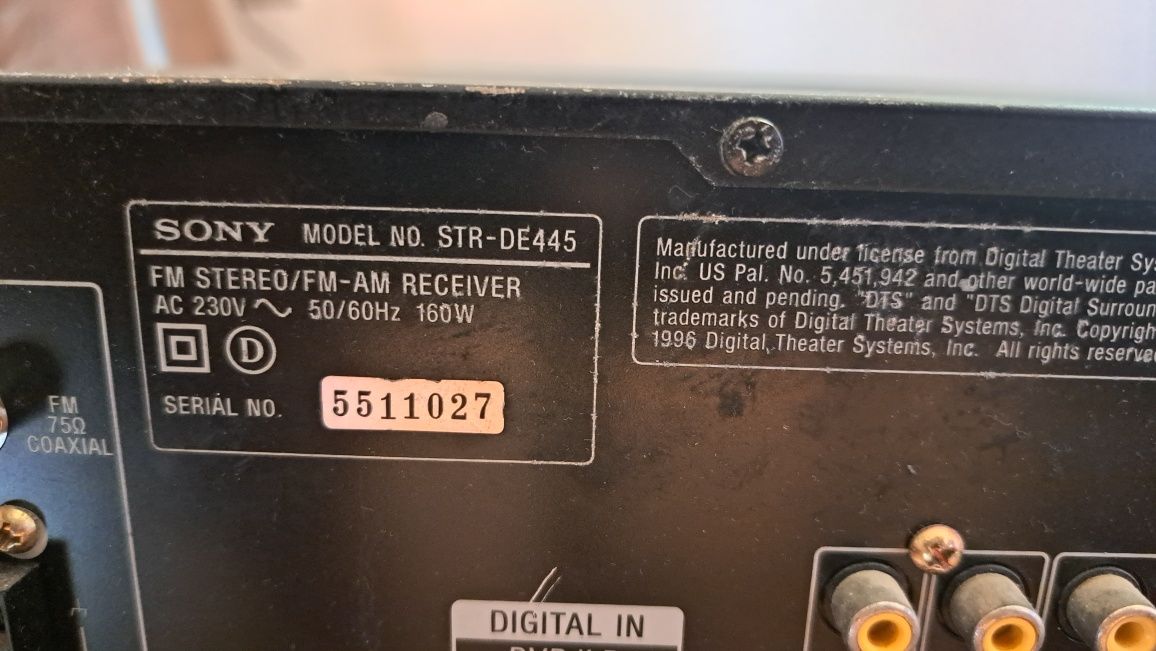 SONY MODEL NO. STR-DE445
FM STEREO/FM-AM RECEIVER
AC 230V 50/60Hz 160W
D
SERIAL NO. 5511027
Manufactured under license from Digital Theater
Inc. US Pat. No. 5,451,942 and other world-wide
issued and pending. "DTS" and "DTS Digital
trademarks of Digital Theater Systems, Inc.
1996 Digital Theater Systems, Inc. All rights
FM
75Ω
COAXIAL
DIGITAL IN